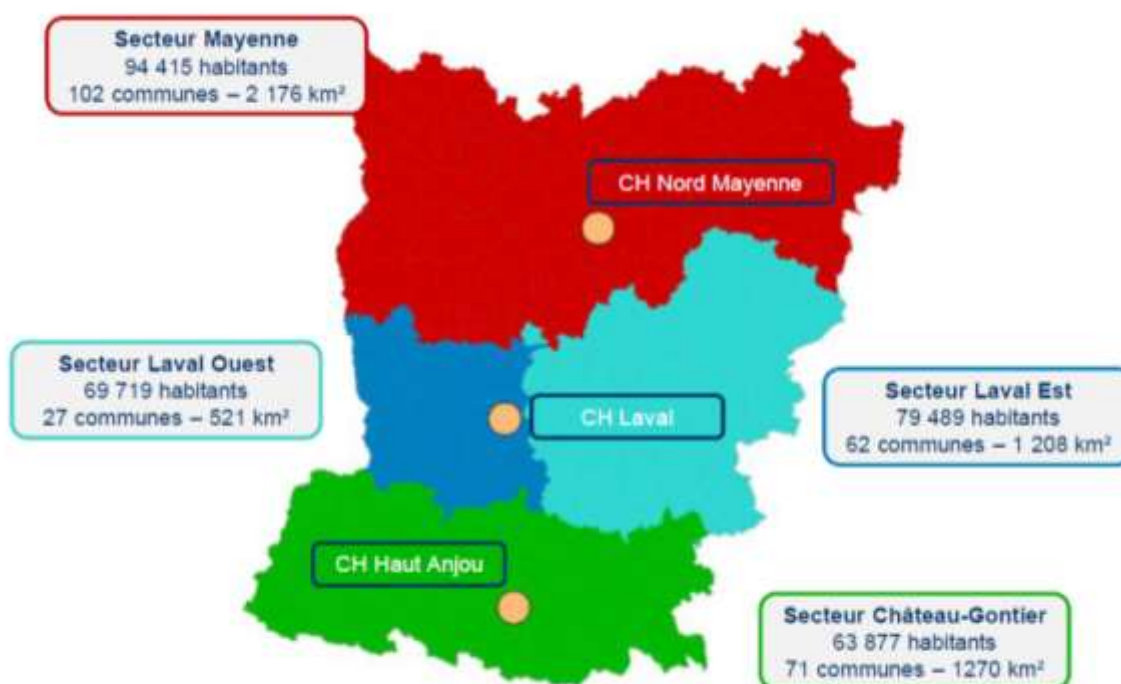 Secteur Mayenne
94 415 habitants
102 communes – 2 176 km²
CH Nord Mayenne
Secteur Laval Ouest
69 719 habitants
27 communes – 521 km²
CH Laval
Secteur Laval Est
79 489 habitants
62 communes – 1 208 km²
CH Haut Anjou
Secteur Château-Gontier
63 877 habitants
71 communes – 1270 km²